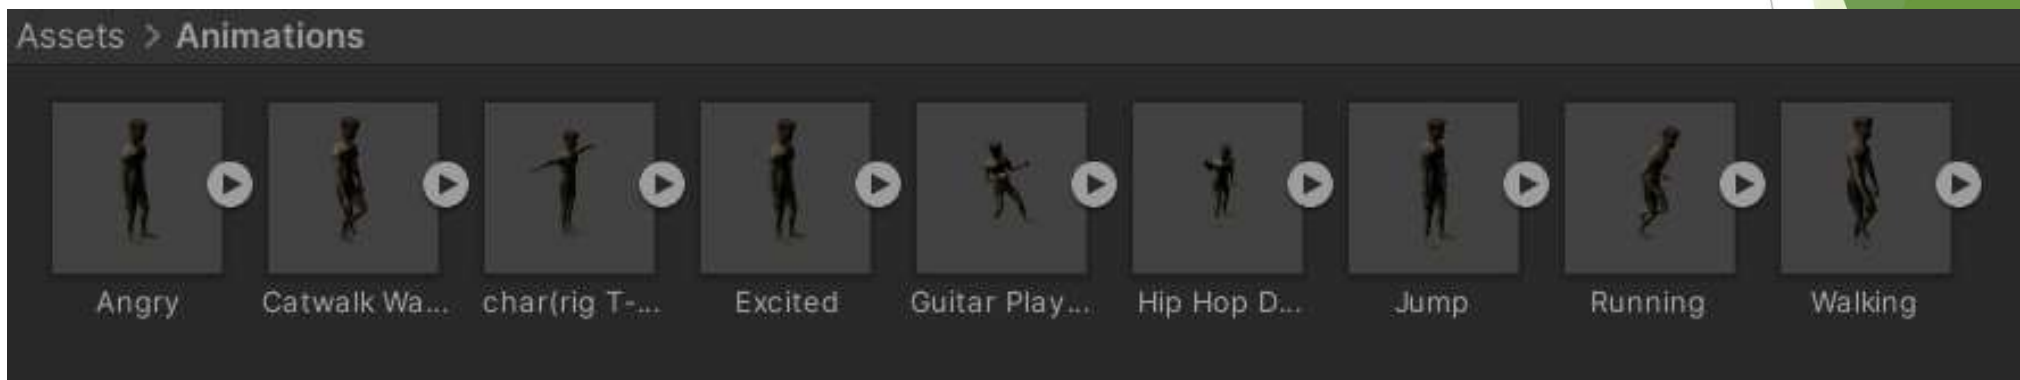 Assets > Animations
Angry
Catwalk Wa...
char(rig T-...
Excited
Guitar Play...
Hip Hop D...
Jump
Running
Walking